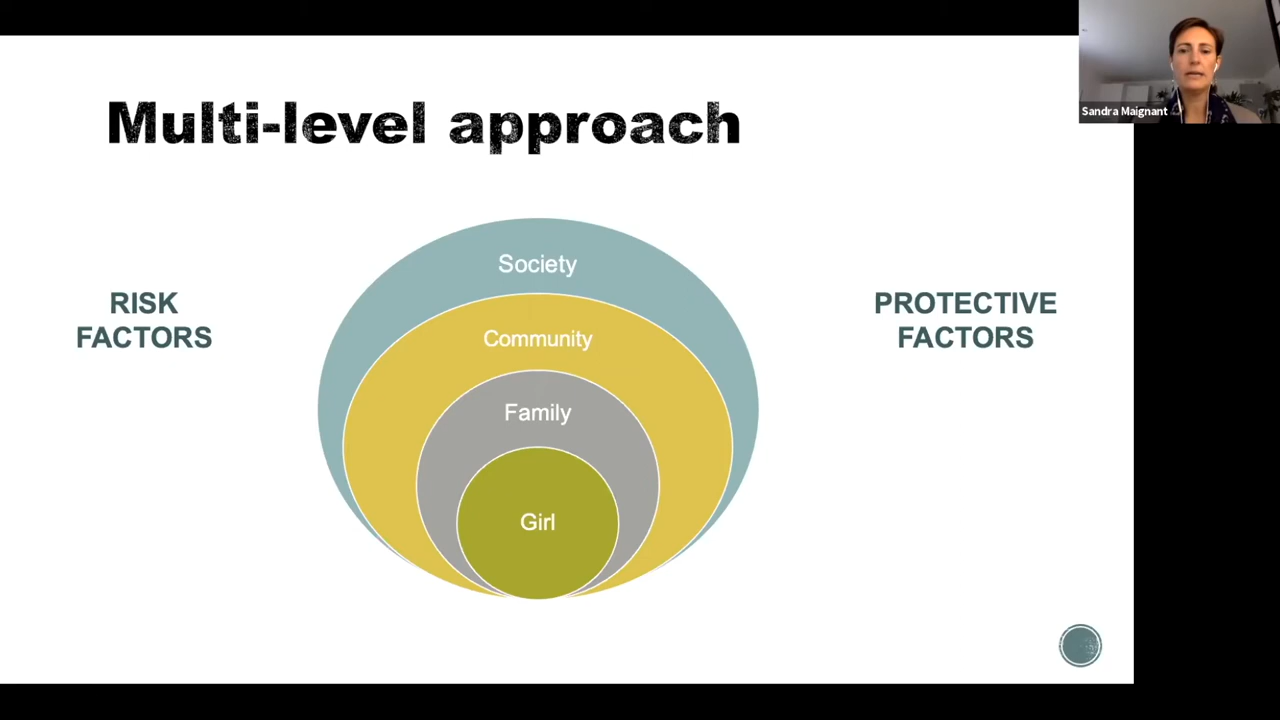 Sandra Maignant
Multi-level approach
Society
RISK
FACTORS
PROTECTIVE
FACTORS
Community
Family
Girl